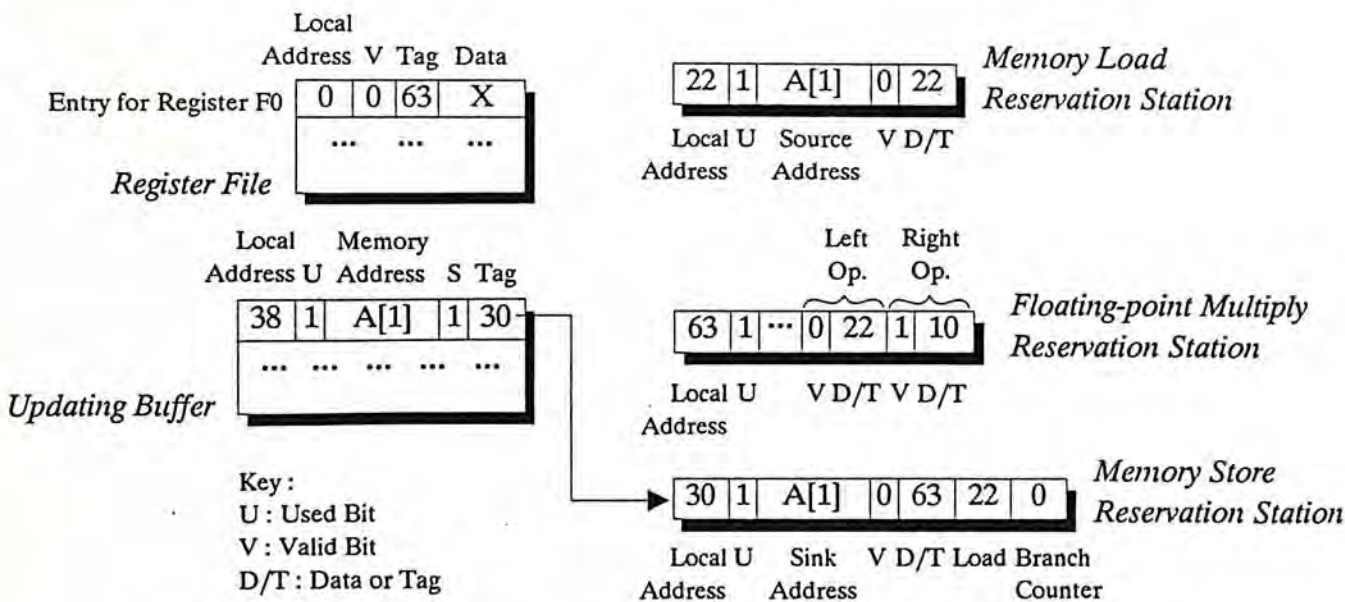 Local
Address V Tag Data
Entry for Register F0 0 0 63 X
... ... ...
Register File
22 1 A[1] 0 22
Memory Load
Reservation Station
Local U Source V D/T
Address Address
Local Memory
Address U Address S Tag
38 1 A[1] 1 30
... ... ... ... ...
Updating Buffer
Left Right
Op. Op.
63 1 ... 0 22 1 10
Floating-point Multiply
Reservation Station
Local U V D/T V D/T
Address
Key :
U : Used Bit
V : Valid Bit
D/T : Data or Tag
30 1 A[1] 0 63 22 0
Memory Store
Reservation Station
Local U Sink V D/T Load Branch
Address Address Counter